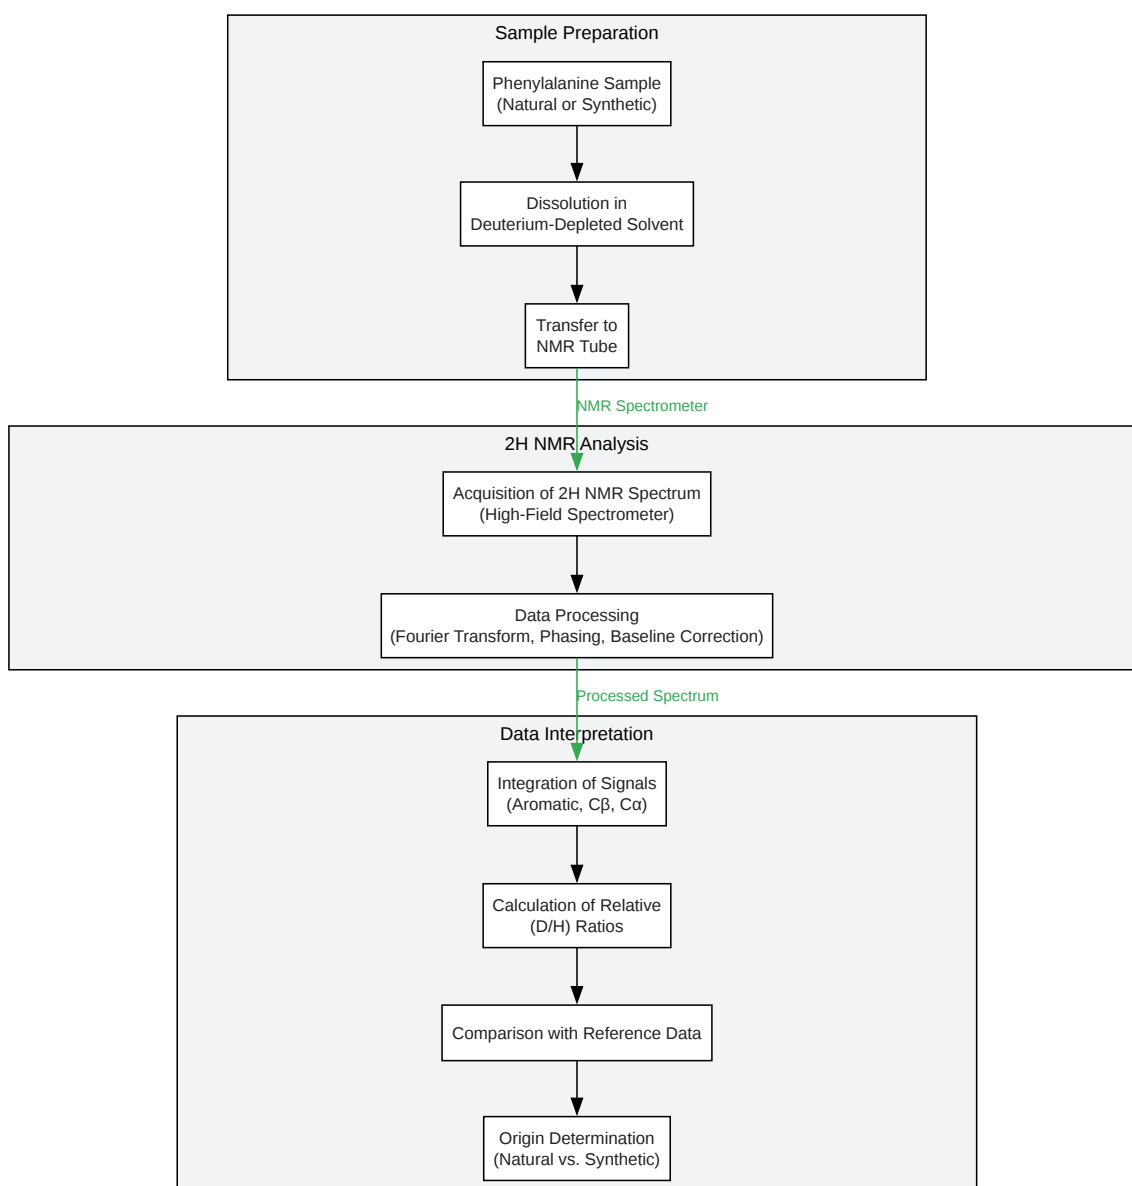 Sample Preparation
Phenylalanine Sample
(Natural or Synthetic)
Dissolution in
Deuterium-Depleted Solvent
Transfer to
NMR Tube
NMR Spectrometer
2H NMR Analysis
Acquisition of 2H NMR Spectrum
(High-Field Spectrometer)
Data Processing
(Fourier Transform, Phasing, Baseline Correction)
Processed Spectrum
Data Interpretation
Integration of Signals
(Aromatic, Cβ, Cα)
Calculation of Relative
(D/H) Ratios
Comparison with Reference Data
Origin Determination
(Natural vs. Synthetic)